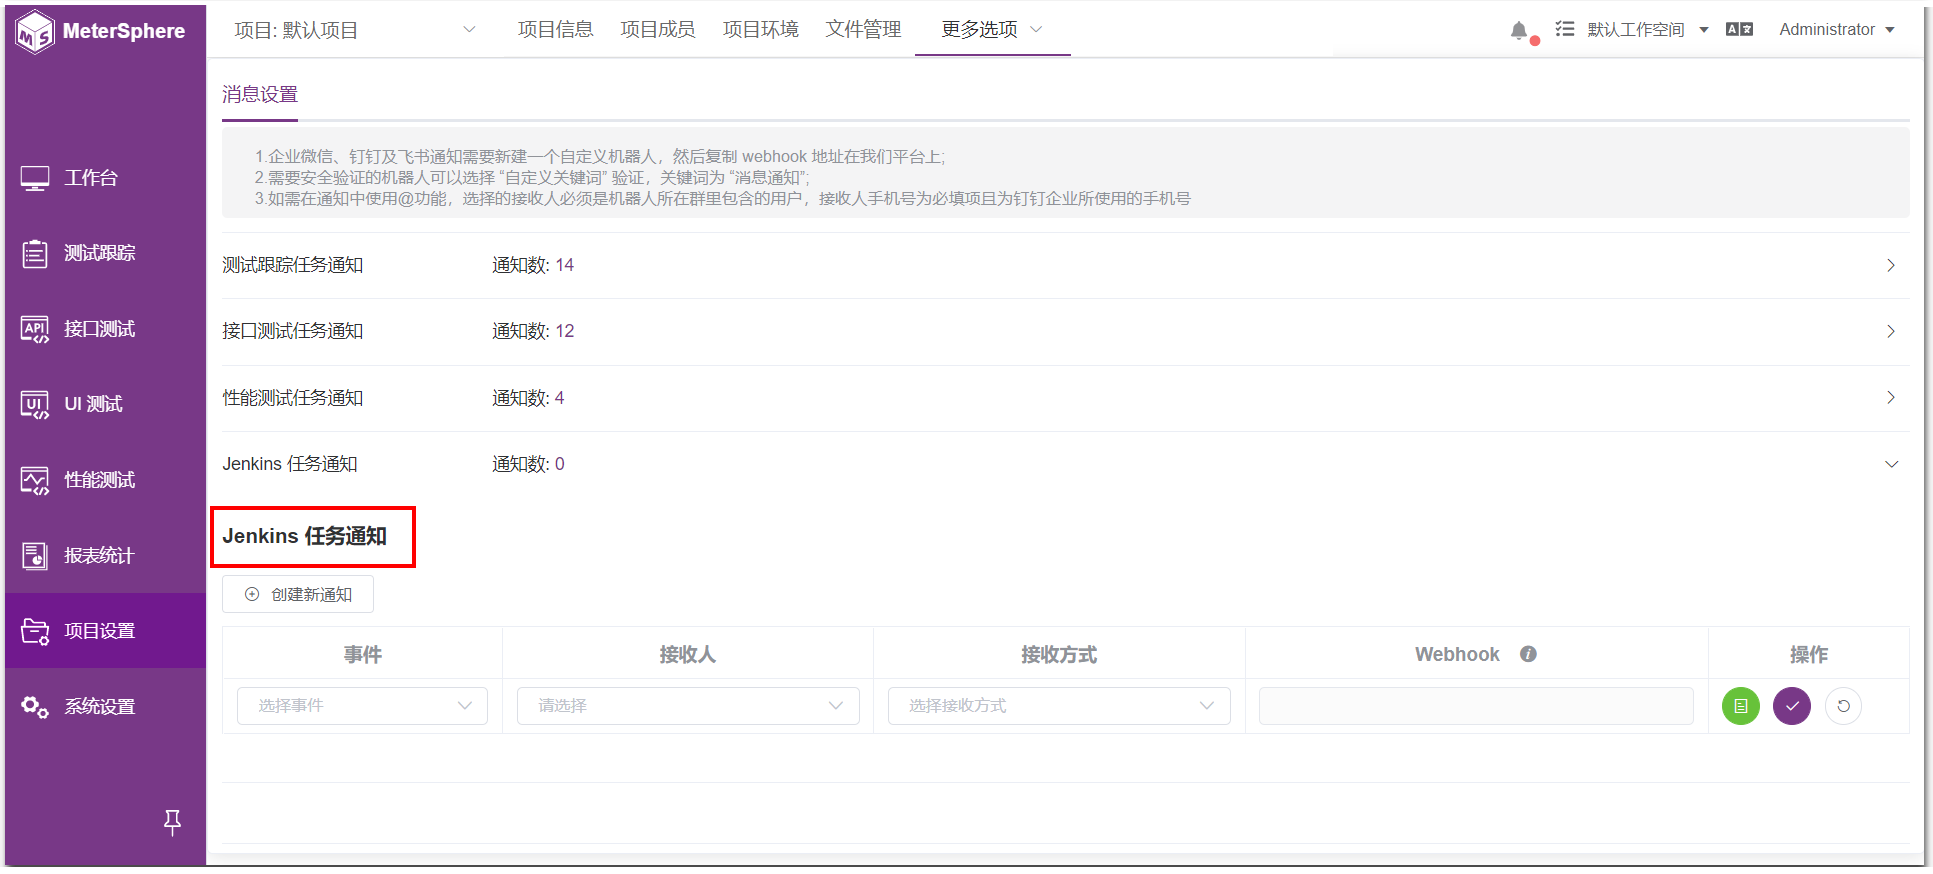 MeterSphere
项目: 默认项目
项目信息
项目成员
项目环境
文件管理
更多选项
默认工作空间
Administrator
消息设置
1.企业微信、钉钉及飞书通知需要新建一个自定义机器人，然后复制 webhook 地址在我们平台上;
2.需要安全验证的机器人可以选择 “自定义关键词” 验证，关键词为 “消息通知”;
3.如需在通知中使用@功能，选择的接收人必须是机器人所在群里包含的用户，接收人手机号为必填项目为钉钉企业所使用的手机号
工作台
测试跟踪
API
接口测试
UI
UI 测试
性能测试
报表统计
项目设置
系统设置
测试跟踪任务通知 通知数: 14
接口测试任务通知 通知数: 12
性能测试任务通知 通知数: 4
Jenkins 任务通知 通知数: 0
Jenkins 任务通知
创建新通知
事件 接收人 接收方式 Webhook 操作
选择事件 请选择 选择接收方式